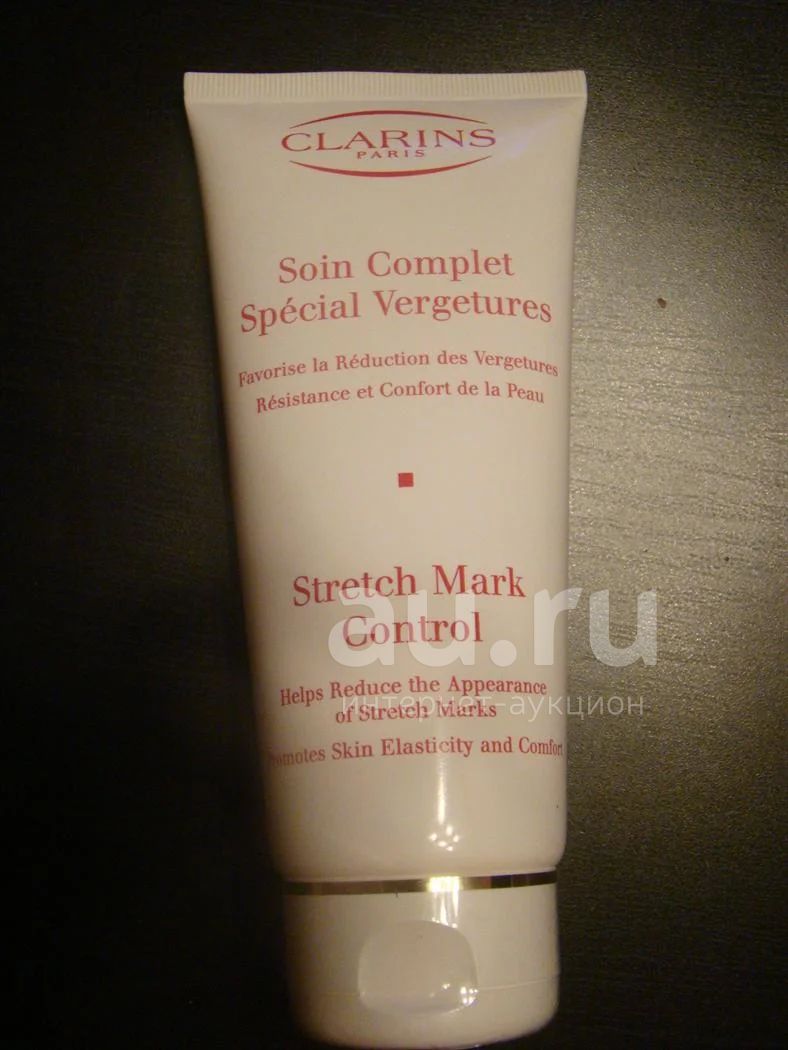 CLARINS
PARIS
Soin Complet
Spécial Vergetures
Favorise la Réduction des Vergetures
Résistance et Confort de la Peau
Stretch Mark
Control
au.ru
Helps Reduce the Appearance
интернет-аукцион
of Stretch Marks
Promotes Skin Elasticity and Comfort